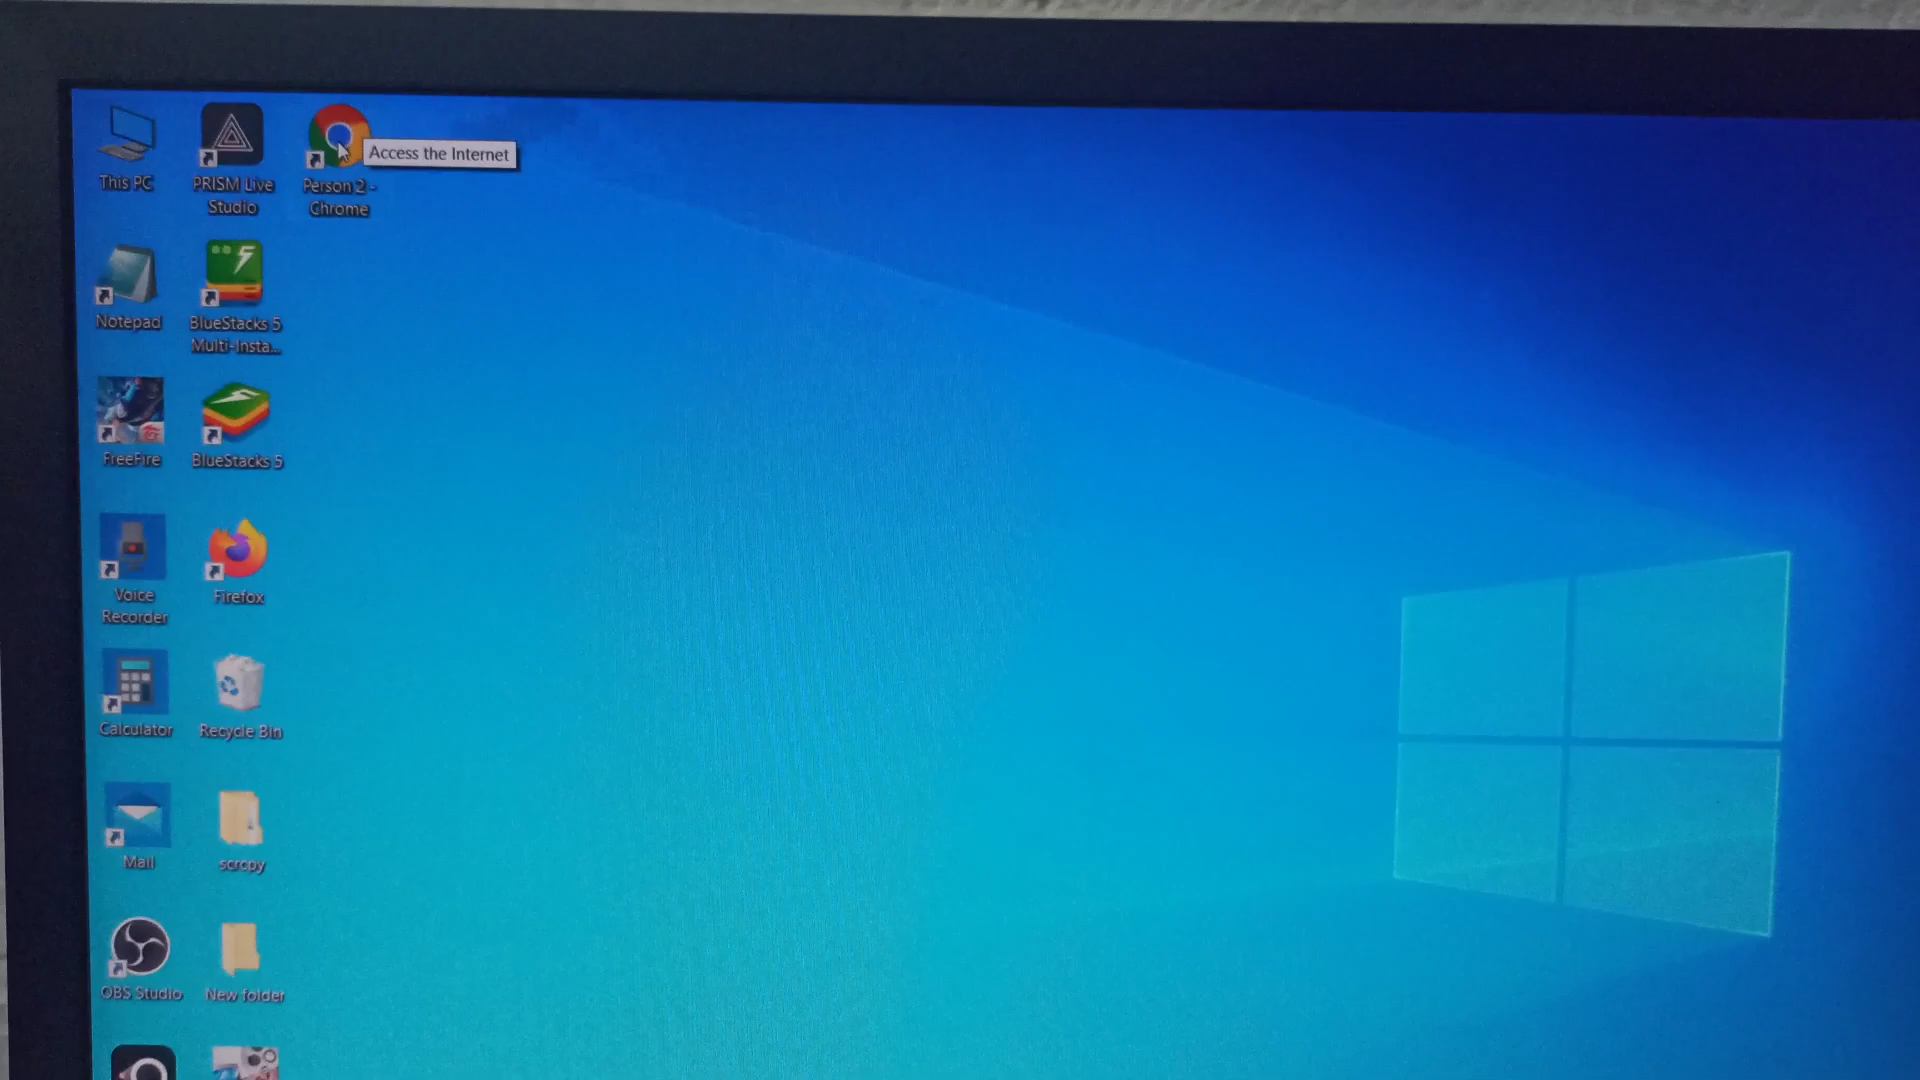 This PC
PRISM Live
Studio
Person 2 -
Chrome
Access the Internet
Notepad
BlueStacks 5
Multi-Insta...
FreeFire
BlueStacks 5
Voice
Recorder
Firefox
Calculator
Recycle Bin
Mail
scrcpy
OBS Studio
New folder